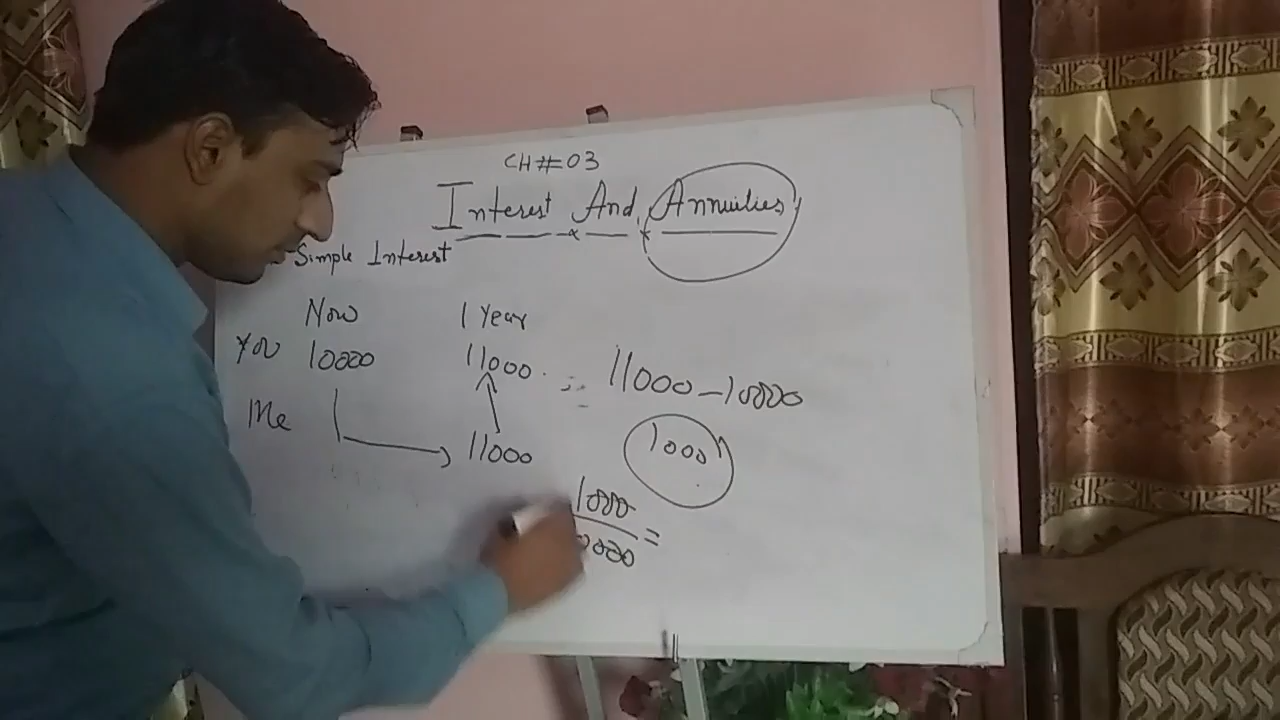 CH#03
Interest And Annuities
Simple Interest
Now 1 Year
You 10000 11000 = 11000-10000
Me 11000 1000
1000
0000 =